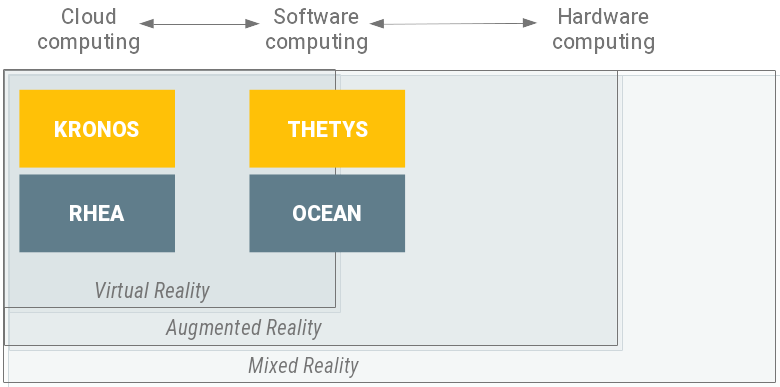 Cloud computing
Software computing
Hardware computing
KRONOS
THETYS
RHEA
OCEAN
Virtual Reality
Augmented Reality
Mixed Reality